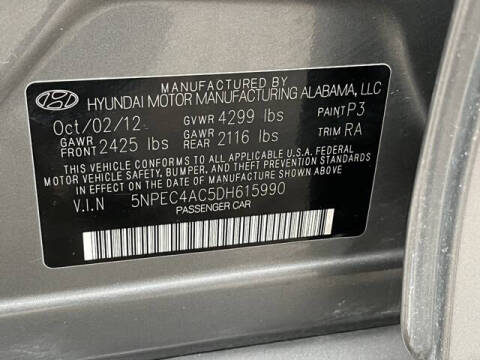 MANUFACTURED BY
HYUNDAI MOTOR MANUFACTURING ALABAMA, LLC
Oct/02/12 GVWR 4299 lbs PAINT P3
GAWR FRONT 2425 lbs GAWR REAR 2116 lbs TRIM RA
THIS VEHICLE CONFORMS TO ALL APPLICABLE U.S.A. FEDERAL
MOTOR VEHICLE SAFETY, BUMPER, AND THEFT PREVENTION STANDARDS
IN EFFECT ON THE DATE OF MANUFACTURE SHOWN ABOVE.
V.I.N 5NPEC4AC5DH615990
PASSENGER CAR